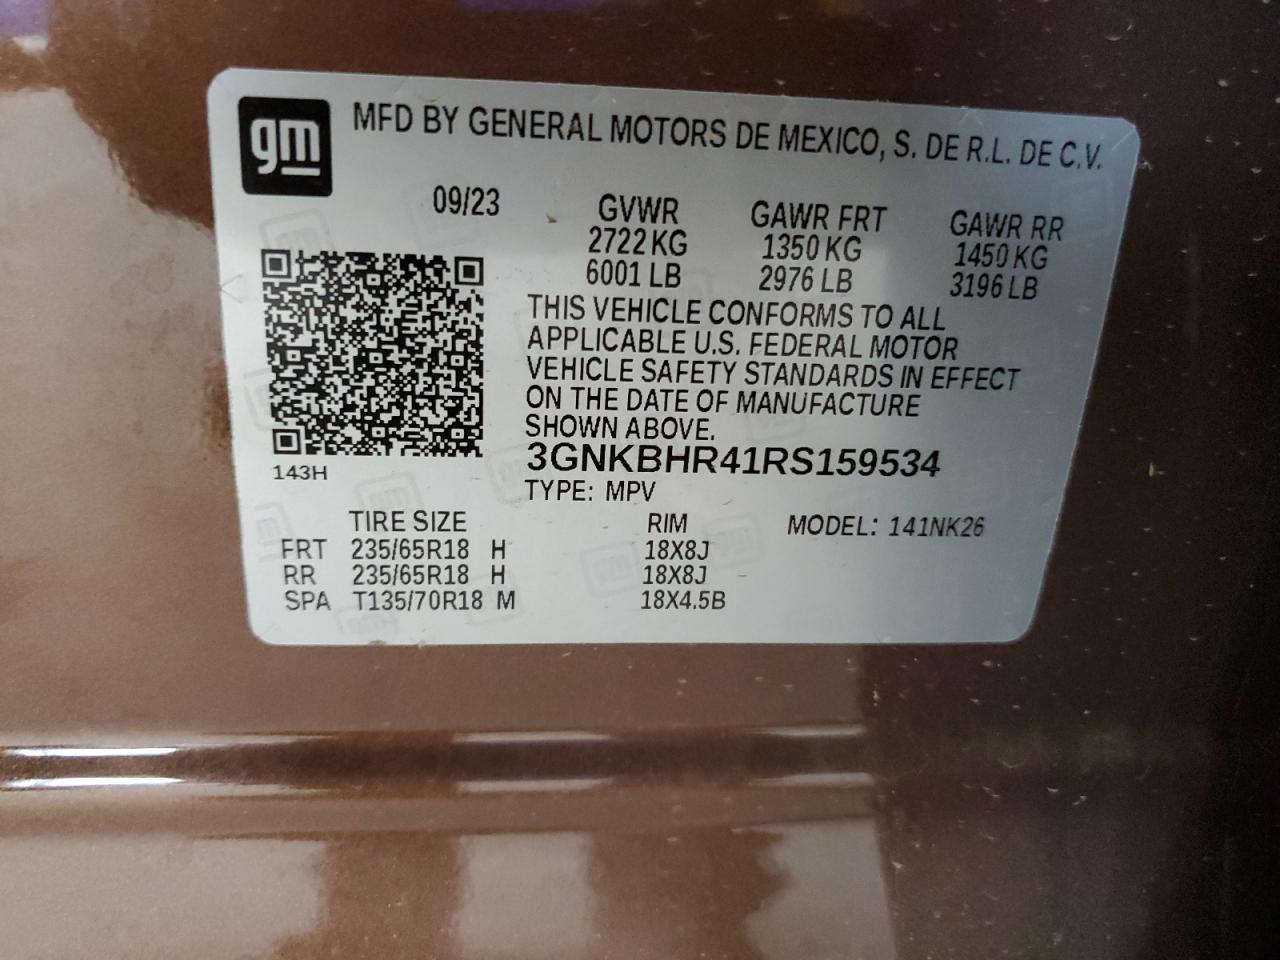 gm MFD BY GENERAL MOTORS DE MEXICO, S. DE R.L. DE C.V.
09/23 GVWR GAWR FRT GAWR RR
2722 KG 1350 KG 1450 KG
6001 LB 2976 LB 3196 LB
THIS VEHICLE CONFORMS TO ALL
APPLICABLE U.S. FEDERAL MOTOR
VEHICLE SAFETY STANDARDS IN EFFECT
ON THE DATE OF MANUFACTURE
SHOWN ABOVE.
3GNKBHR41RS159534
143H
TYPE: MPV
TIRE SIZE RIM MODEL: 141NK26
FRT 235/65R18 H 18X8J
RR 235/65R18 H 18X8J
SPA T135/70R18 M 18X4.5B